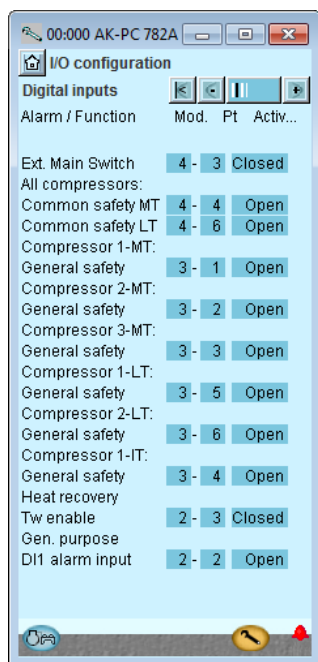 00:000 AK-PC 782A
I/O configuration
Digital inputs
Alarm / Function Mod. Pt Activ...
Ext. Main Switch 4 - 3 Closed
All compressors:
Common safety MT 4 - 4 Open
Common safety LT 4 - 6 Open
Compressor 1-MT:
General safety 3 - 1 Open
Compressor 2-MT:
General safety 3 - 2 Open
Compressor 3-MT:
General safety 3 - 3 Open
Compressor 1-LT:
General safety 3 - 5 Open
Compressor 2-LT:
General safety 3 - 6 Open
Compressor 1-IT:
General safety 3 - 4 Open
Heat recovery
Tw enable 2 - 3 Closed
Gen. purpose
DI1 alarm input 2 - 2 Open